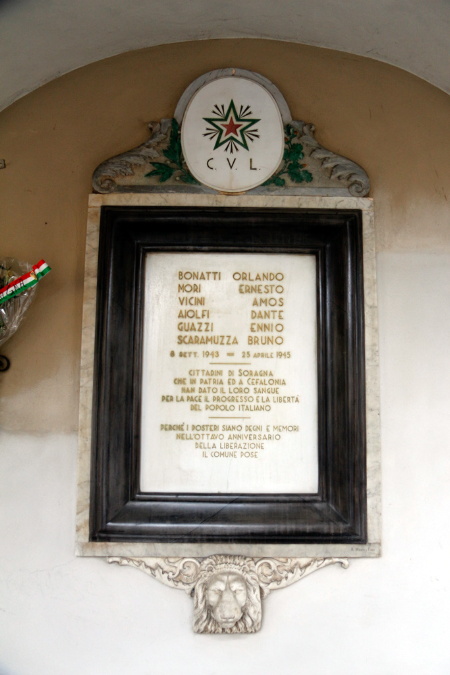 C. V. L.
BONATTI ORLANDO
MORI ERNESTO
VICINI AMOS
AIOLFI DANTE
GUAZZI ENNIO
SCARAMUZZA BRUNO
8 SETT. 1943 — 25 APRILE 1945
CITTADINI DI SORAGNA
CHE IN PATRIA ED A CEFALONIA
HAN DATO IL LORO SANGUE
PER LA PACE IL PROGRESSO E LA LIBERTÀ
DEL POPOLO ITALIANO
PERCHÉ I POSTERI SIANO DEGNI E MEMORI
NELL'OTTAVO ANNIVERSARIO
DELLA LIBERAZIONE
IL COMUNE POSE